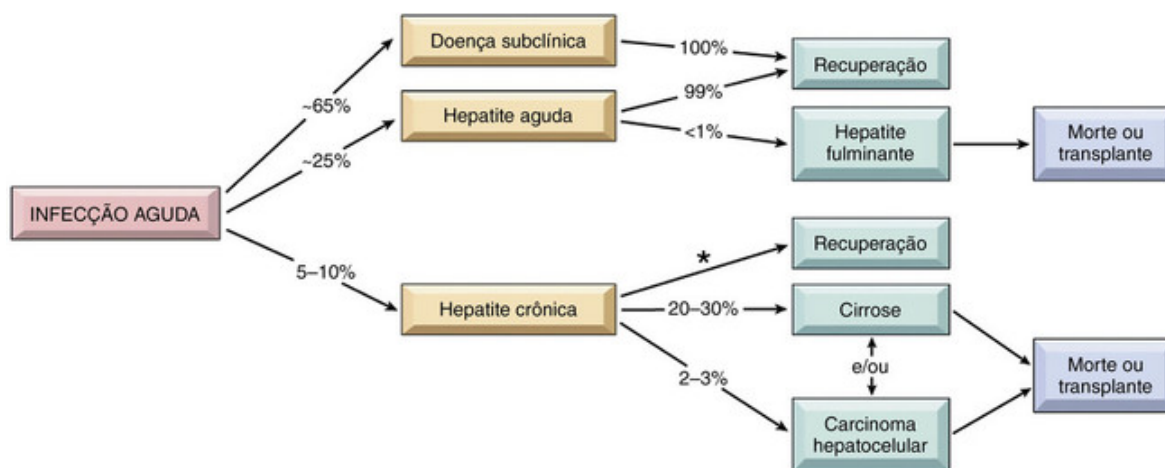 Doença subclínica
100%
Recuperação
~65%
99%
Hepatite aguda
<1%
Hepatite
fulminante
Morte ou
transplante
~25%
INFECÇÃO AGUDA
5–10%
*
Recuperação
Hepatite crônica
20–30%
Cirrose
e/ou
2–3%
Morte ou
transplante
Carcinoma
hepatocelular